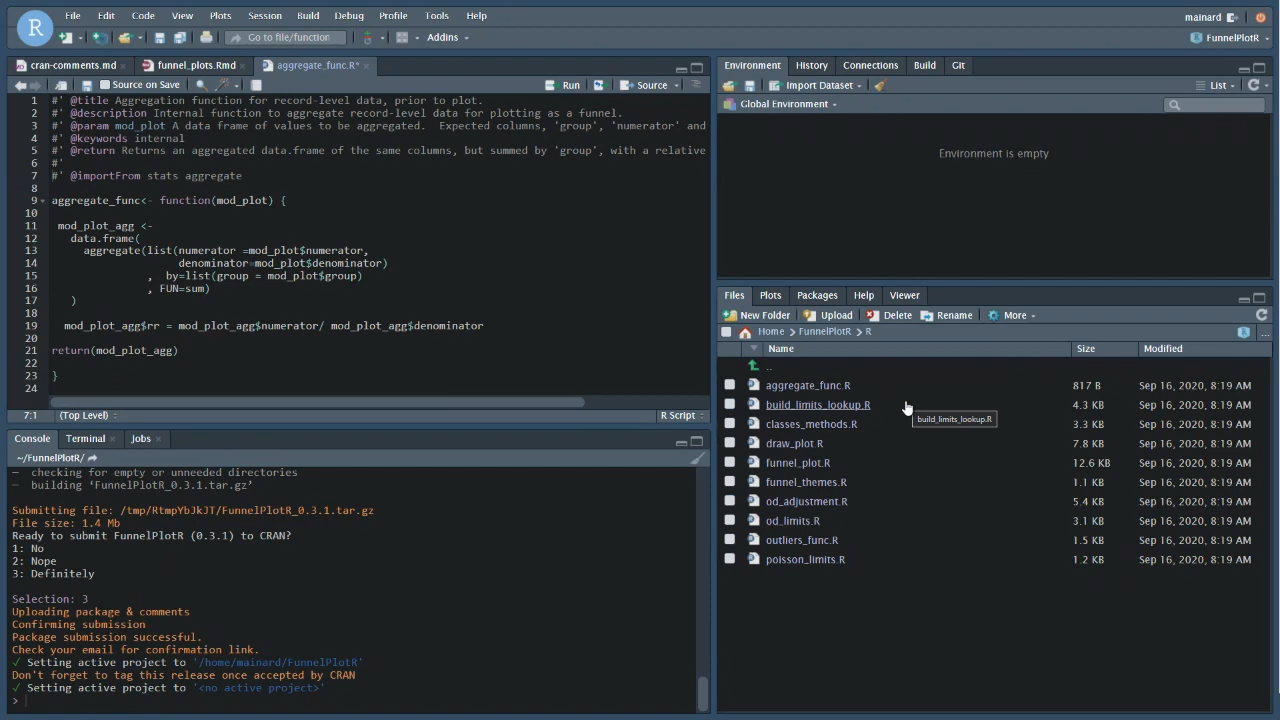 File Edit Code View Plots Session Build Debug Profile Tools Help
mainard
R
Go to file/function
Addins
FunnelPlotR
cran-comments.md
funnel_plots.Rmd
aggregate_func.R*
Source on Save
Run
Source
1 #' @title Aggregation function for record-level data, prior to plot.
2 #' @description Internal function to aggregate record-level data for plotting as a funnel.
3 #' @param mod_plot A data frame of values to be aggregated.  Expected columns, 'group', 'numerator' and
4 #' @keywords internal
5 #' @return Returns an aggregated data.frame of the same columns, but summed by 'group', with a relative
6 #'
7 #' @importFrom stats aggregate
8
9 aggregate_func<- function(mod_plot) {
10
11 mod_plot_agg <-
12 data.frame(
13 aggregate(list(numerator =mod_plot$numerator,
14 denominator=mod_plot$denominator)
15 , by=list(group = mod_plot$group)
16 , FUN=sum)
17 )
18
19 mod_plot_agg$rr = mod_plot_agg$numerator/ mod_plot_agg$denominator
20
21 return(mod_plot_agg)
22
23 }
24
7:1 (Top Level) R Script
Console Terminal Jobs
~/FunnelPlotR/
— checking for empty or unneeded directories
— building ‘FunnelPlotR_0.3.1.tar.gz’
Submitting file: /tmp/RtmpYbJkJT/FunnelPlotR_0.3.1.tar.gz
File size: 1.4 Mb
Ready to submit FunnelPlotR (0.3.1) to CRAN?
1: No
2: Nope
3: Definitely
Selection: 3
Uploading package & comments
Confirming submission
Package submission successful.
Check your email for confirmation link.
✓ Setting active project to '/home/mainard/FunnelPlotR'
Don't forget to tag this release once accepted by CRAN
✓ Setting active project to '<no active project>'
>
Environment History Connections Build Git
Import Dataset
List
Global Environment
Environment is empty
Files Plots Packages Help Viewer
New Folder Upload Delete Rename More
Home > FunnelPlotR > R
...
Name Size Modified
..
aggregate_func.R 817 B Sep 16, 2020, 8:19 AM
build_limits_lookup.R 4.3 KB Sep 16, 2020, 8:19 AM
build_limits_lookup.R
classes_methods.R 3.3 KB Sep 16, 2020, 8:19 AM
draw_plot.R 7.8 KB Sep 16, 2020, 8:19 AM
funnel_plot.R 12.6 KB Sep 16, 2020, 8:19 AM
funnel_themes.R 1.1 KB Sep 16, 2020, 8:19 AM
od_adjustment.R 5.4 KB Sep 16, 2020, 8:19 AM
od_limits.R 3.1 KB Sep 16, 2020, 8:19 AM
outliers_func.R 1.5 KB Sep 16, 2020, 8:19 AM
poisson_limits.R 1.2 KB Sep 16, 2020, 8:19 AM